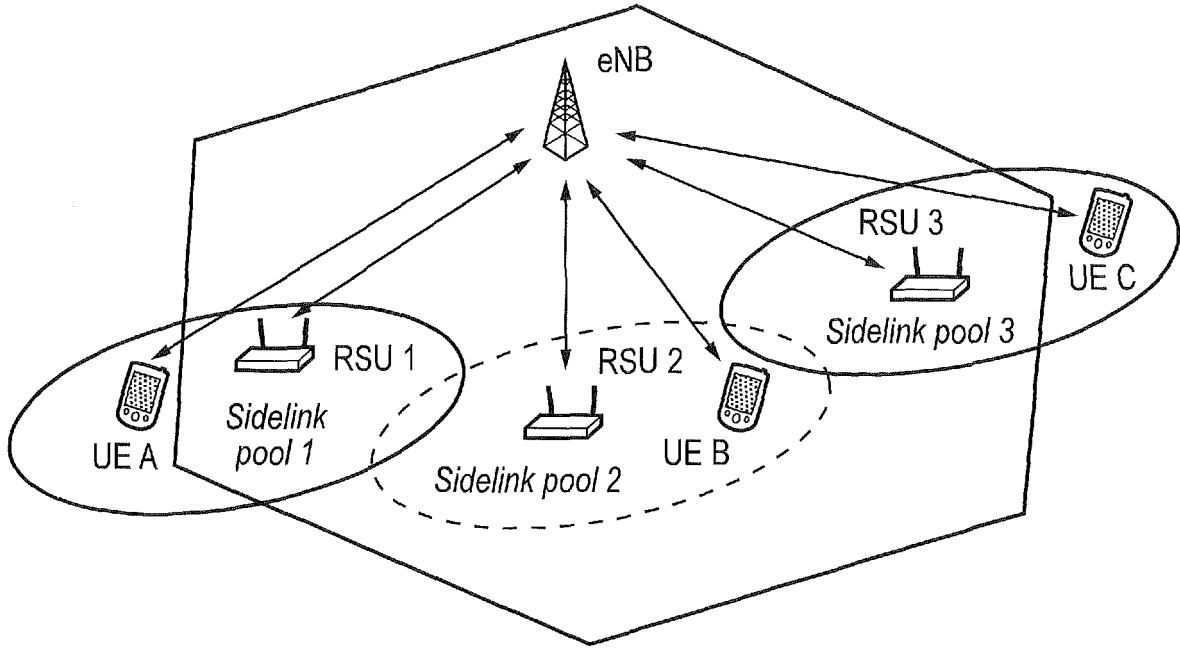 eNB
RSU 3
UE C
Sidelink pool 3
RSU 1
RSU 2
Sidelink
pool 1
UE A
UE B
Sidelink pool 2